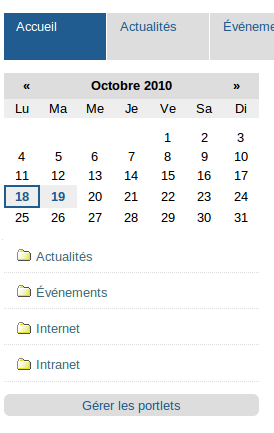 Accueil Actualités
« Octobre 2010 »
Lu Ma Me Je Ve Sa Di
1 2 3
4 5 6 7 8 9 10
11 12 13 14 15 16 17
18 19 20 21 22 23 24
25 26 27 28 29 30 31
Actualités
Événements
Internet
Intranet
Gérer les portlets